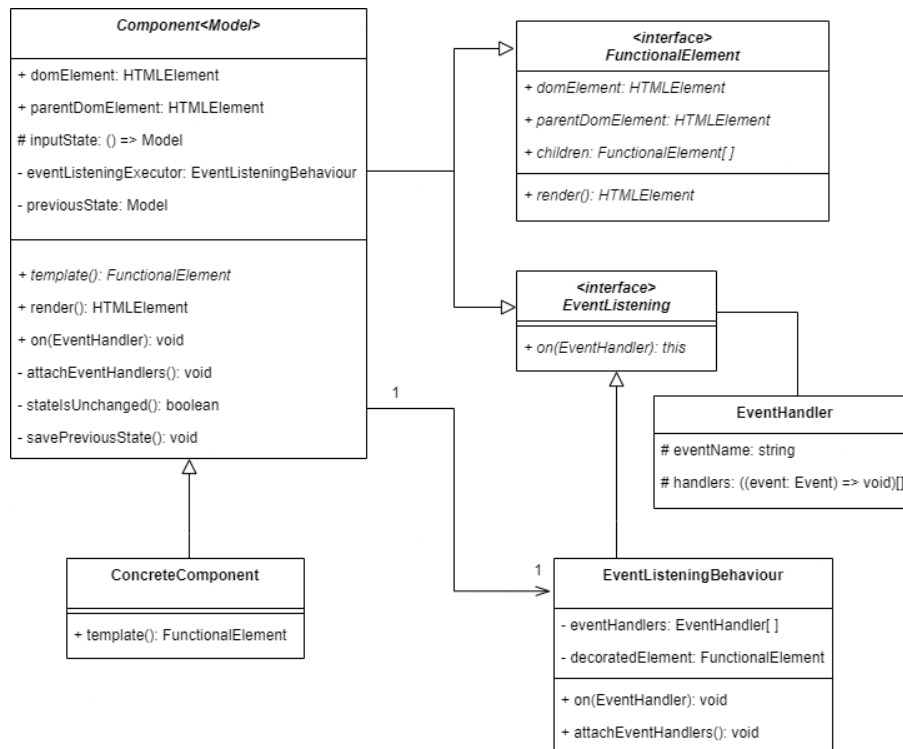 Component<Model>
+ domElement: HTMLElement
+ parentDomElement: HTMLElement
# inputState: () => Model
- eventListeningExecutor: EventListeningBehaviour
- previousState: Model
+ template(): FunctionalElement
+ render(): HTMLElement
+ on(EventHandler): void
- attachEventHandlers(): void
- stateIsUnchanged(): boolean
- savePreviousState(): void
<interface>
FunctionalElement
+ domElement: HTMLElement
+ parentDomElement: HTMLElement
+ children: FunctionalElement[ ]
+ render(): HTMLElement
<interface>
EventListening
+ on(EventHandler): this
EventHandler
# eventName: string
# handlers: ((event: Event) => void)[]
1
1
ConcreteComponent
+ template(): FunctionalElement
EventListeningBehaviour
- eventHandlers: EventHandler[ ]
- decoratedElement: FunctionalElement
+ on(EventHandler): void
+ attachEventHandlers(): void